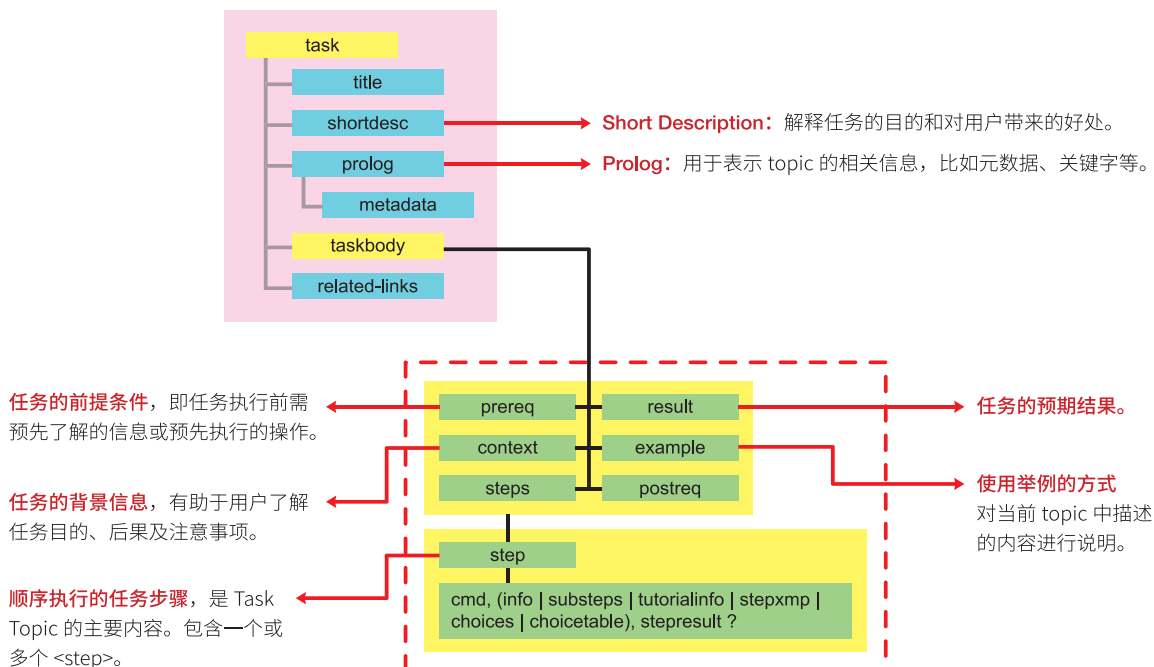 task
title
shortdesc
Short Description：解释任务的目的和对用户带来的好处。
prolog
Prolog：用于表示 topic 的相关信息，比如元数据、关键字等。
metadata
taskbody
related-links
任务的前提条件，即任务执行前需
预先了解的信息或预先执行的操作。
prereq
result
任务的预期结果。
context
example
steps
postreq
任务的背景信息，有助于用户了解
任务目的、后果及注意事项。
使用举例的方式
对当前 topic 中描述
的内容进行说明。
step
顺序执行的任务步骤，是 Task
Topic 的主要内容。包含一个或
多个 <step>。
cmd, (info | substeps | tutorialinfo | stepxmp |
choices | choicetable), stepresult ?